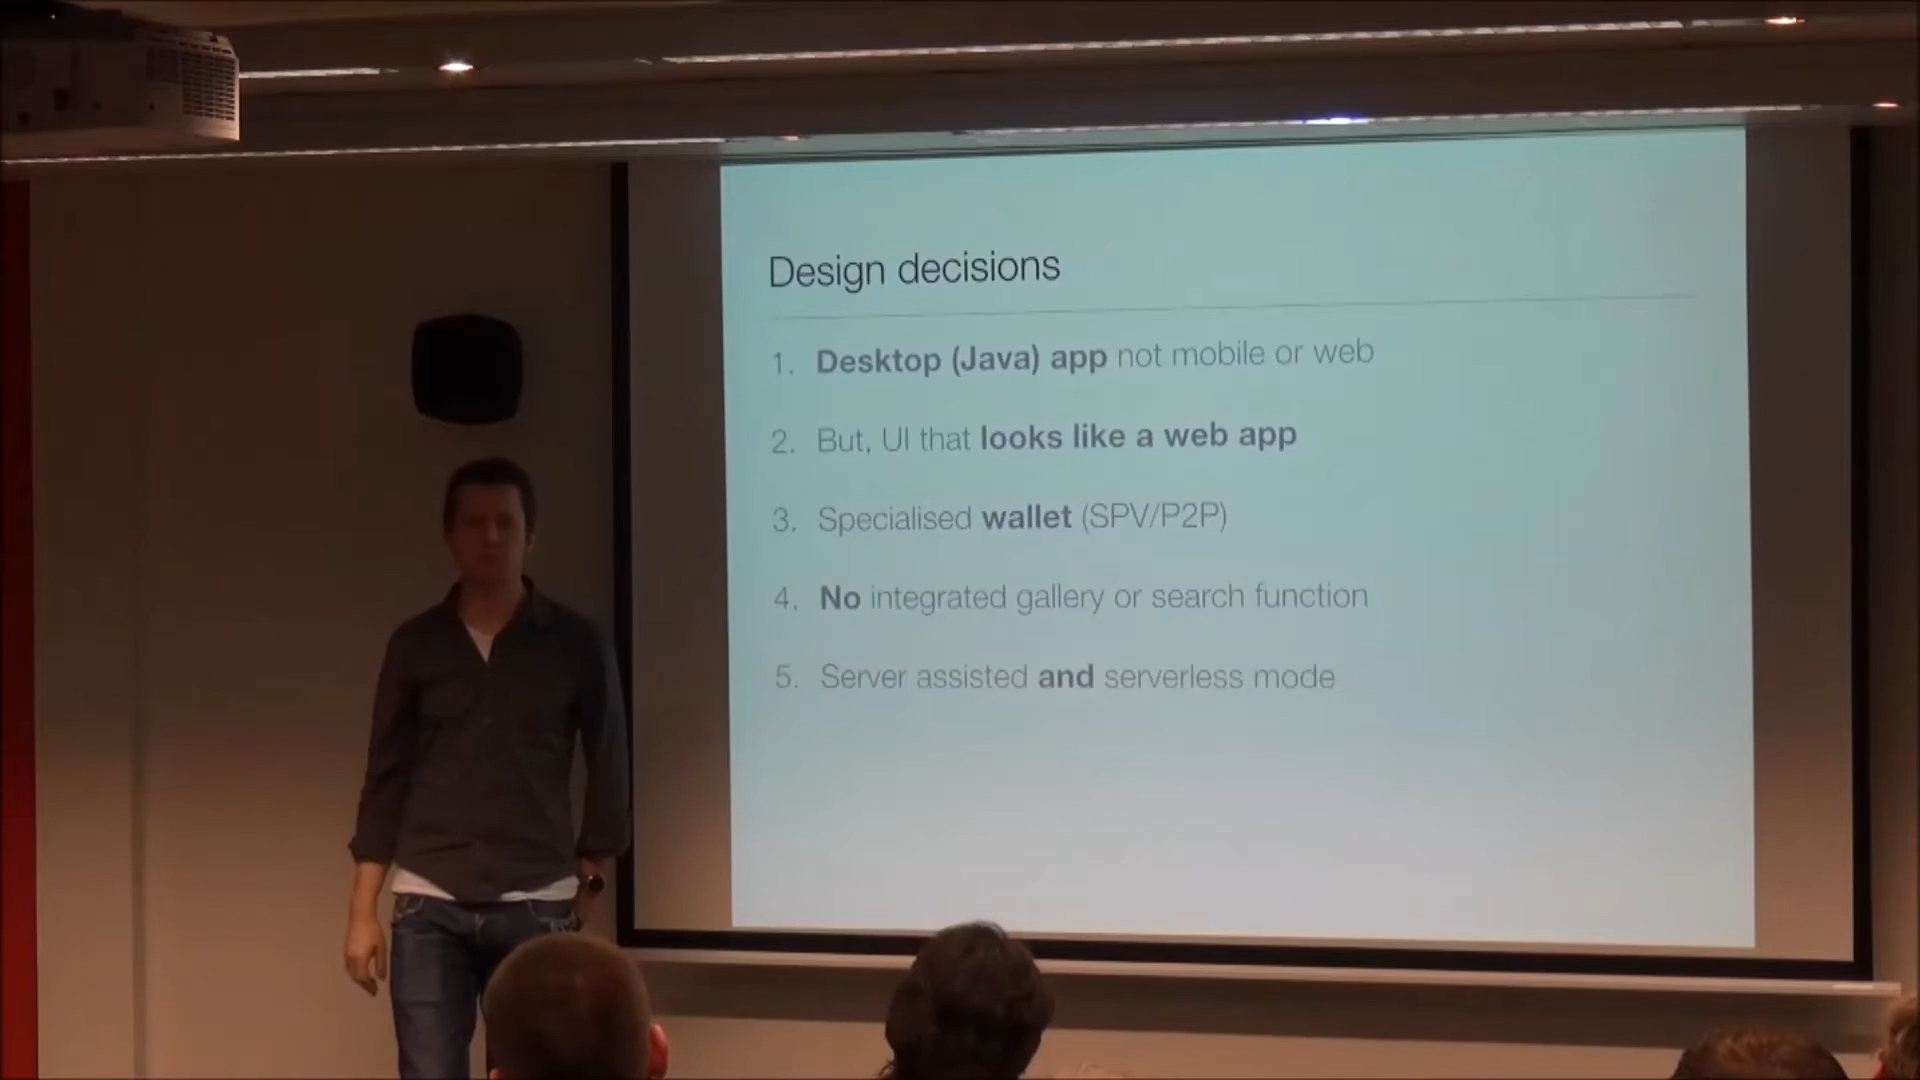 Design decisions
1. Desktop (Java) app not mobile or web
2. But, UI that looks like a web app
3. Specialised wallet (SPV/P2P)
4. No integrated gallery or search function
5. Server assisted and serverless mode